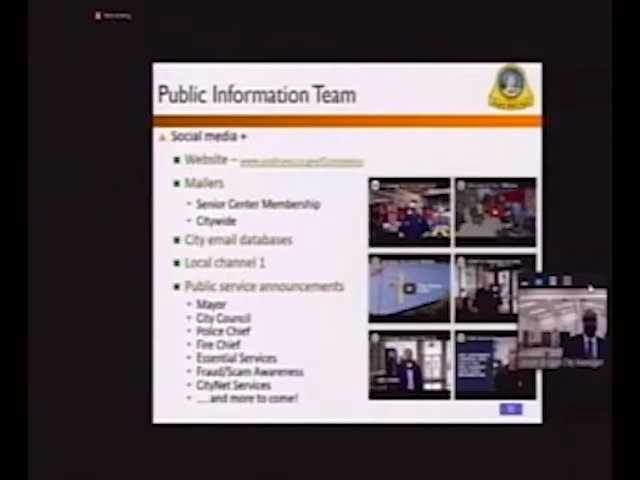 Public Information Team
Social media +
Website –
Mailers
Senior Center Membership
Citywide
City email databases
Local channel 1
Public service announcements
Mayor
City Council
Police Chief
Fire Chief
Essential Services
Fraud/Scam Awareness
CityNet Services
.....and more to come!